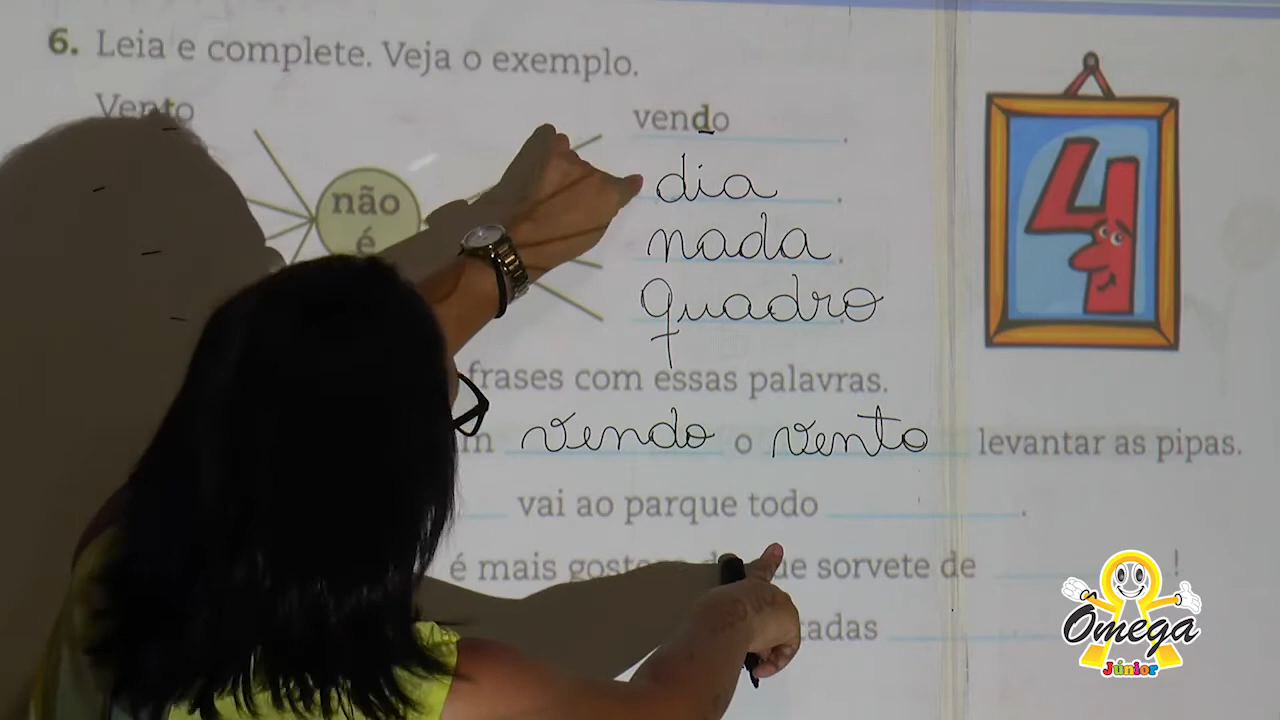 6. Leia e complete. Veja o exemplo.
Vento
vendo.
não
é
dia.
nada.
quadro.
frases com essas palavras.
vendo o vento levantar as pipas.
vai ao parque todo .
é mais que sorvete de !
4
Omega
Júnior